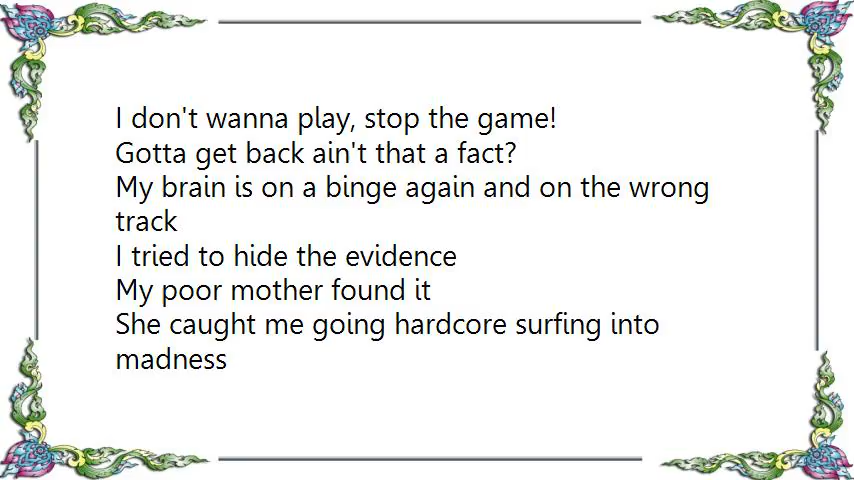 I don't wanna play, stop the game!
Gotta get back ain't that a fact?
My brain is on a binge again and on the wrong
track
I tried to hide the evidence
My poor mother found it
She caught me going hardcore surfing into
madness